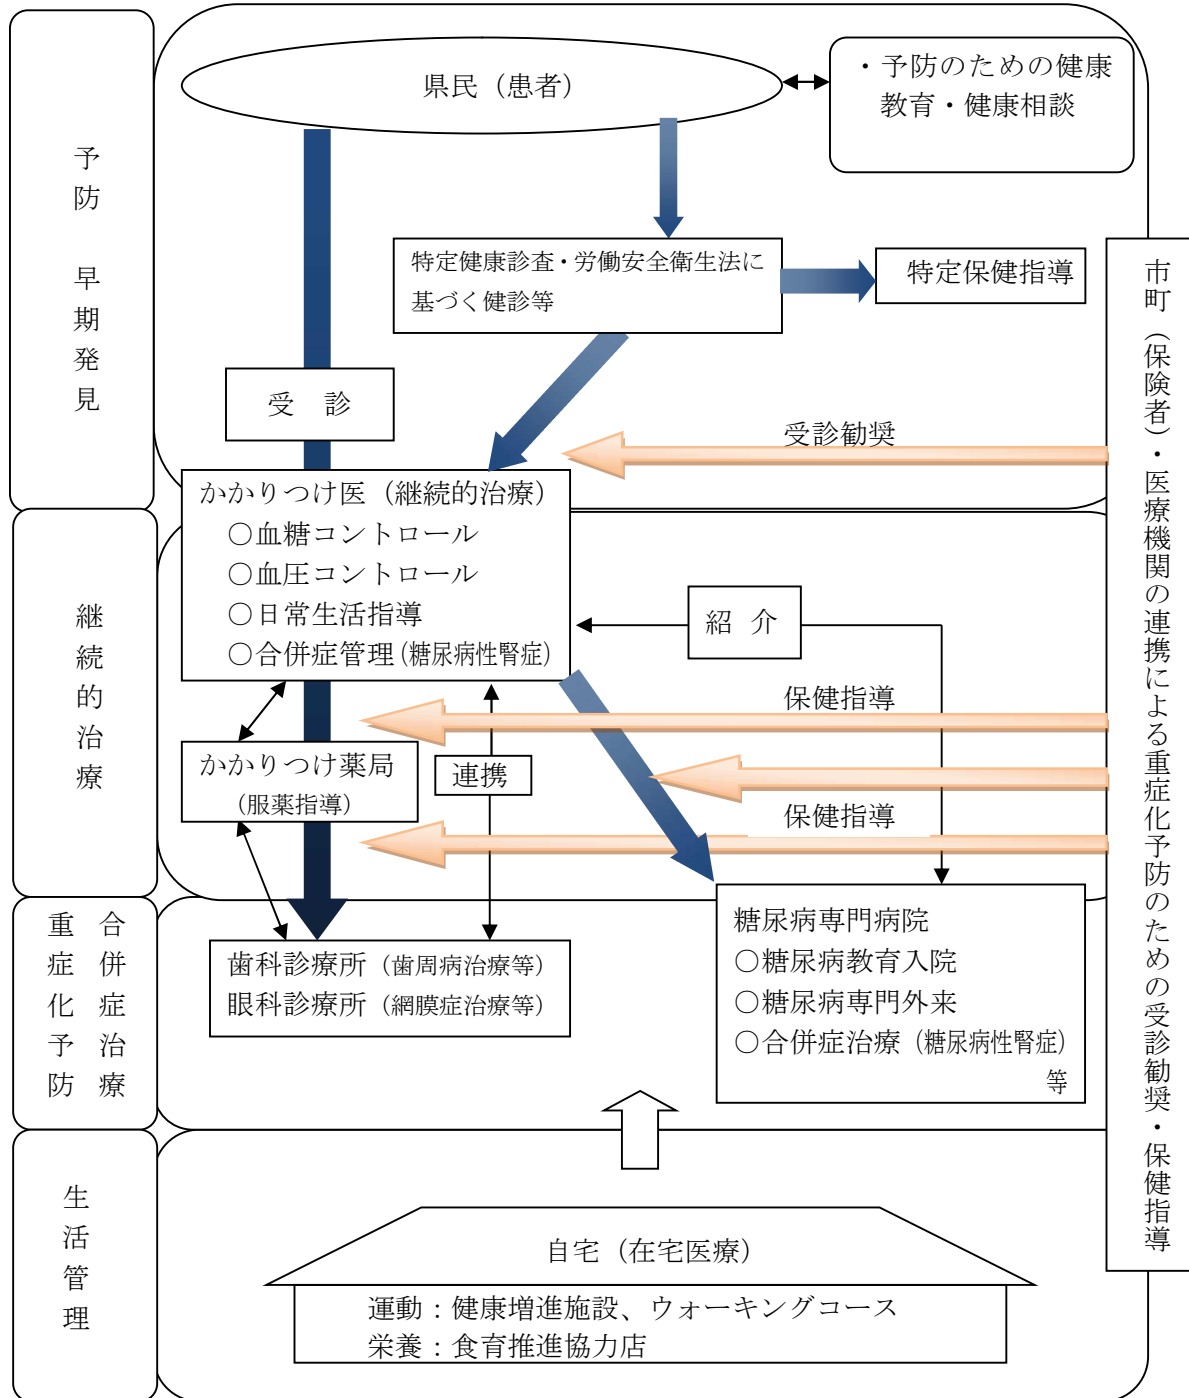 県民（患者）
・予防のための健康
教育・健康相談
予防　早期発見
特定健康診査・労働安全衛生法に
基づく健診等
特定保健指導
受　診
受診勧奨
市町（保険者）・医療機関の連携による重症化予防のための受診勧奨・保健指導
かかりつけ医（継続的治療）
○血糖コントロール
○血圧コントロール
○日常生活指導
○合併症管理（糖尿病性腎症）
継続的治療
紹　介
保健指導
かかりつけ薬局
（服薬指導）
連携
保健指導
合併症治療
重症化予防
歯科診療所（歯周病治療等）
眼科診療所（網膜症治療等）
糖尿病専門病院
○糖尿病教育入院
○糖尿病専門外来
○合併症治療（糖尿病性腎症）
等
生活管理
自宅（在宅医療）
運動：健康増進施設、ウォーキングコース
栄養：食育推進協力店